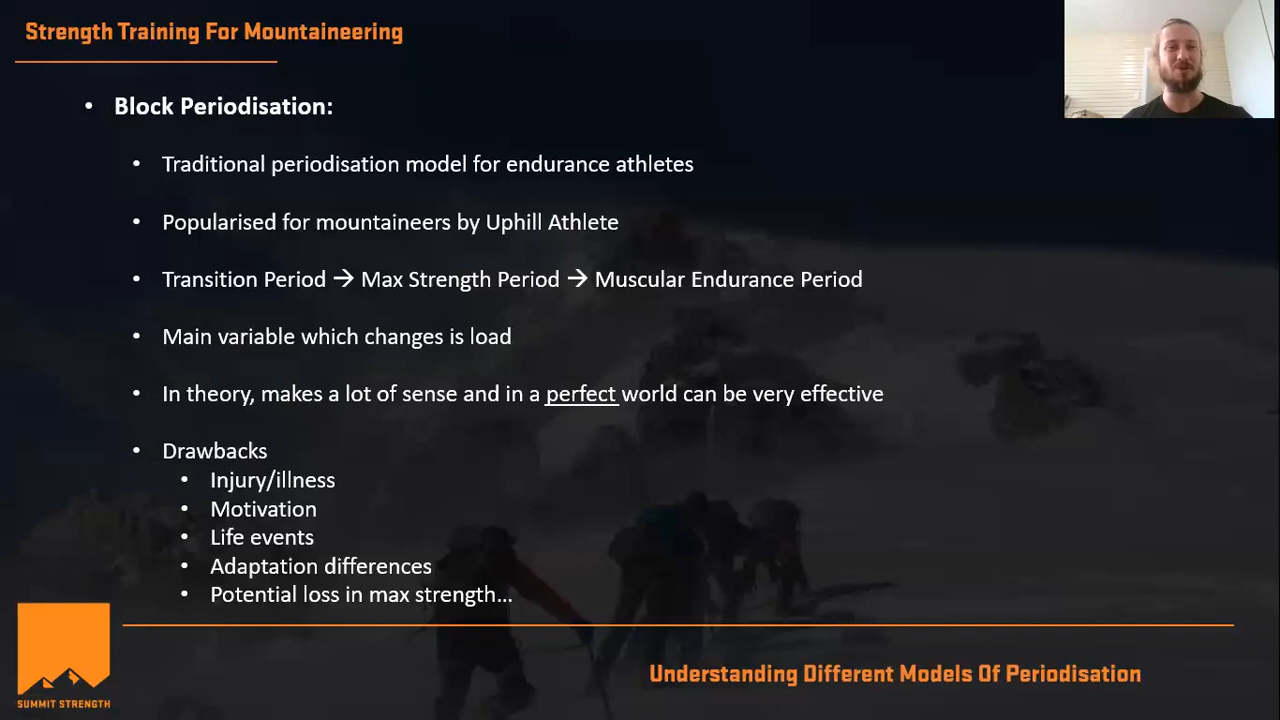 Strength Training For Mountaineering
• Block Periodisation:
• Traditional periodisation model for endurance athletes
• Popularised for mountaineers by Uphill Athlete
• Transition Period → Max Strength Period → Muscular Endurance Period
• Main variable which changes is load
• In theory, makes a lot of sense and in a perfect world can be very effective
• Drawbacks
• Injury/illness
• Motivation
• Life events
• Adaptation differences
• Potential loss in max strength...
SUMMIT STRENGTH
Understanding Different Models Of Periodisation